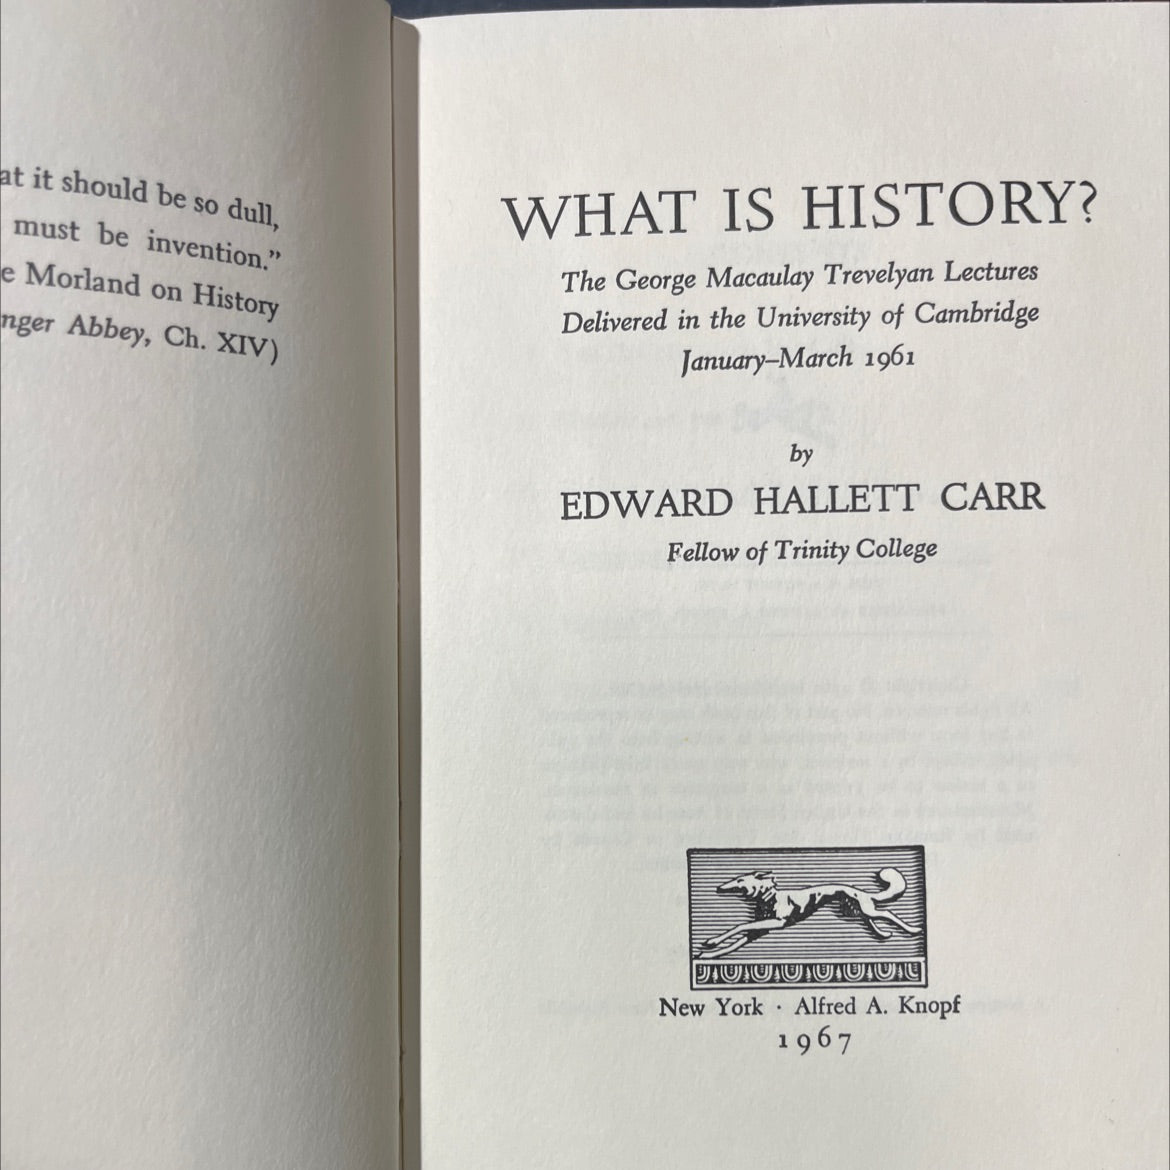 at it should be so dull,
must be invention.”
e Morland on History
nger Abbey, Ch. XIV)
WHAT IS HISTORY?
The George Macaulay Trevelyan Lectures
Delivered in the University of Cambridge
January–March 1961
by
EDWARD HALLETT CARR
Fellow of Trinity College
New York · Alfred A. Knopf
1967